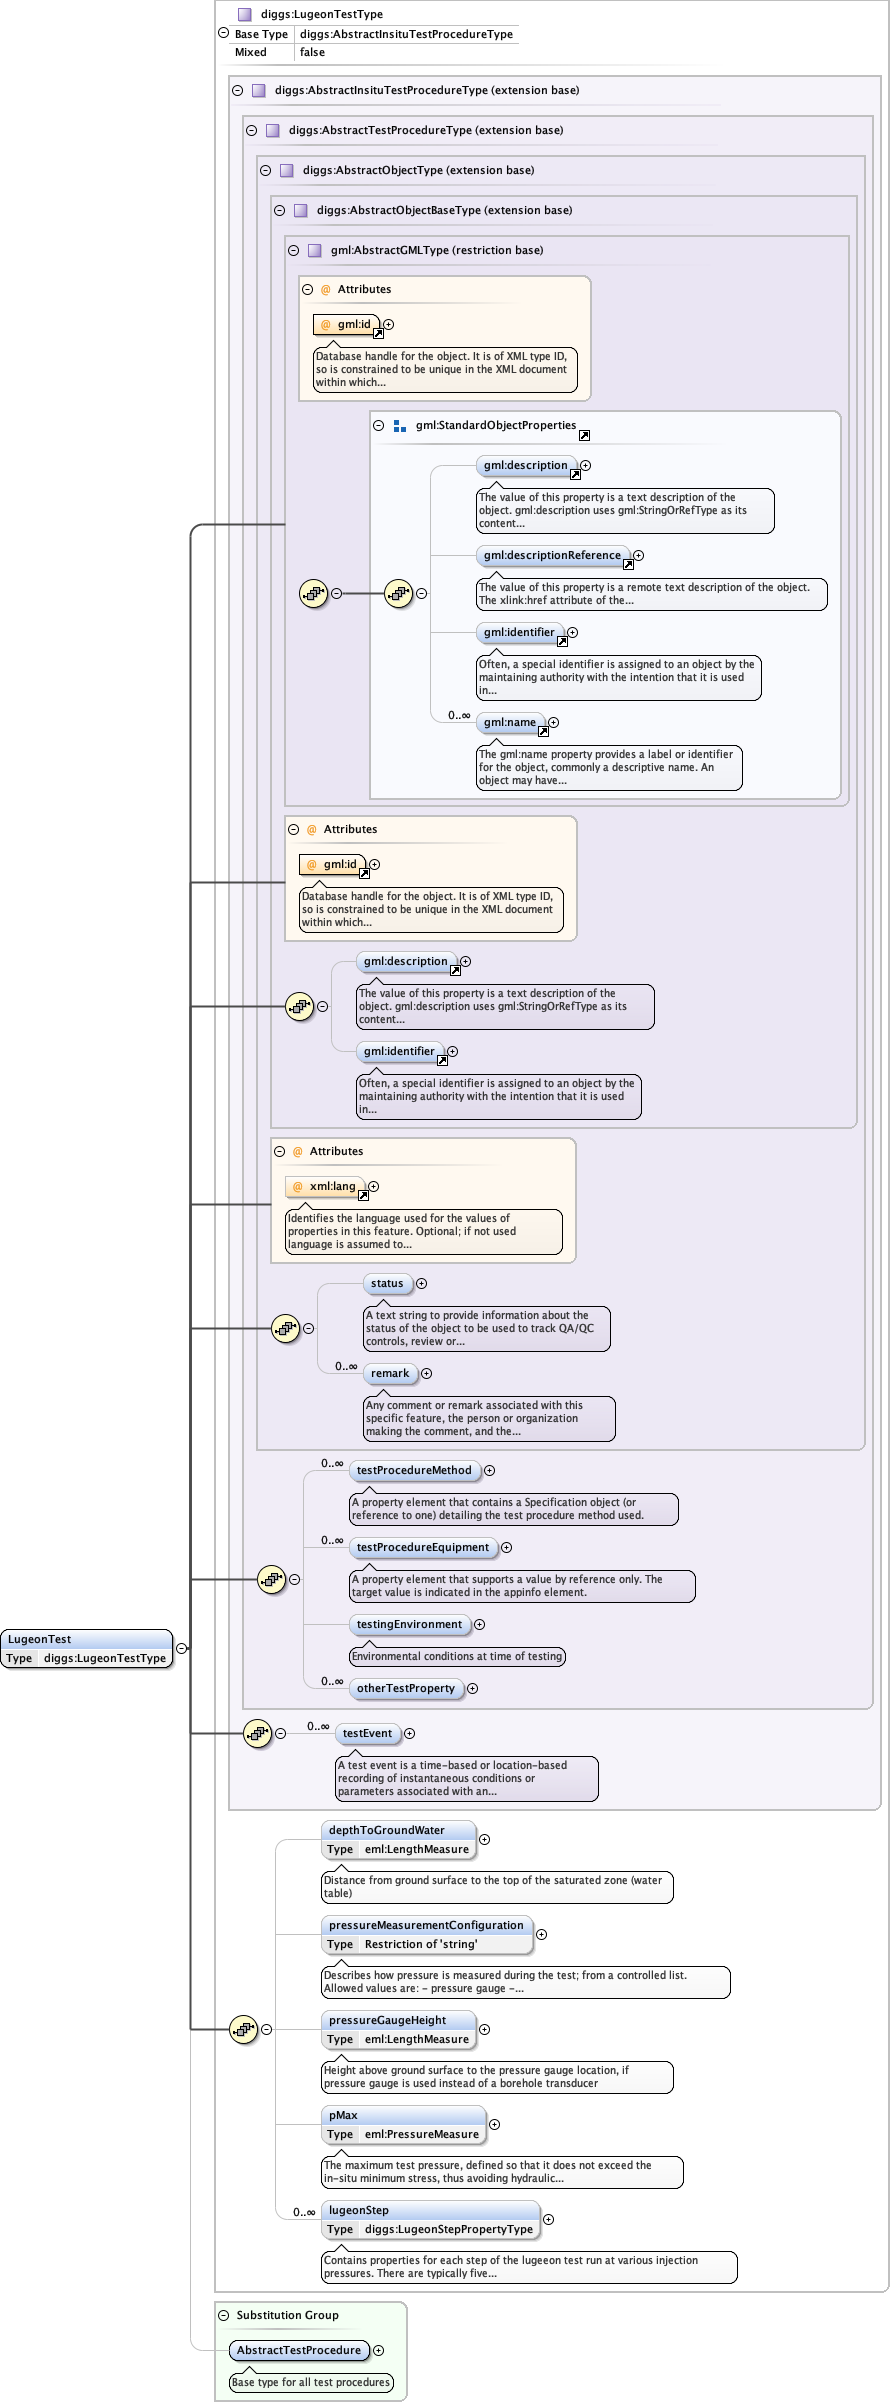 diggs:LugeonTestType
Base Type diggs:AbstractInsituTestProcedureType
Mixed false
diggs:AbstractInsituTestProcedureType (extension base)
diggs:AbstractTestProcedureType (extension base)
diggs:AbstractObjectType (extension base)
diggs:AbstractObjectBaseType (extension base)
gml:AbstractGMLType (restriction base)
@ Attributes
@ gml:id
Database handle for the object. It is of XML type ID,
so is constrained to be unique in the XML document
within which...
gml:StandardObjectProperties
gml:description
The value of this property is a text description of the
object. gml:description uses gml:StringOrRefType as its
content...
gml:descriptionReference
The value of this property is a remote text description of the object.
The xlink:href attribute of the...
gml:identifier
Often, a special identifier is assigned to an object by the
maintaining authority with the intention that it is used
in...
0..∞ gml:name
The gml:name property provides a label or identifier
for the object, commonly a descriptive name. An
object may have...
@ Attributes
@ gml:id
Database handle for the object. It is of XML type ID,
so is constrained to be unique in the XML document
within which...
gml:description
The value of this property is a text description of the
object. gml:description uses gml:StringOrRefType as its
content...
gml:identifier
Often, a special identifier is assigned to an object by the
maintaining authority with the intention that it is used
in...
@ Attributes
@ xml:lang
Identifies the language used for the values of
properties in this feature. Optional; if not used
language is assumed to...
status
A text string to provide information about the
status of the object to be used to track QA/QC
controls, review or...
0..∞ remark
Any comment or remark associated with this
specific feature, the person or organization
making the comment, and the...
0..∞ testProcedureMethod
A property element that contains a Specification object (or
reference to one) detailing the test procedure method used.
0..∞ testProcedureEquipment
A property element that supports a value by reference only. The
target value is indicated in the appinfo element.
testingEnvironment
Environmental conditions at time of testing
0..∞ otherTestProperty
LugeonTest
Type diggs:LugeonTestType
0..∞ testEvent
A test event is a time-based or location-based
recording of instantaneous conditions or
parameters associated with an...
depthToGroundWater
Type eml:LengthMeasure
Distance from ground surface to the top of the saturated zone (water
table)
pressureMeasurementConfiguration
Type Restriction of 'string'
Describes how pressure is measured during the test; from a controlled list.
Allowed values are: - pressure gauge -...
pressureGaugeHeight
Type eml:LengthMeasure
Height above ground surface to the pressure gauge location, if
pressure gauge is used instead of a borehole transducer
pMax
Type eml:PressureMeasure
The maximum test pressure, defined so that it does not exceed the
in-situ minimum stress, thus avoiding hydraulic...
0..∞ lugeonStep
Type diggs:LugeonStepPropertyType
Contains properties for each step of the lugeeon test run at various injection
pressures. There are typically five...
Substitution Group
AbstractTestProcedure
Base type for all test procedures